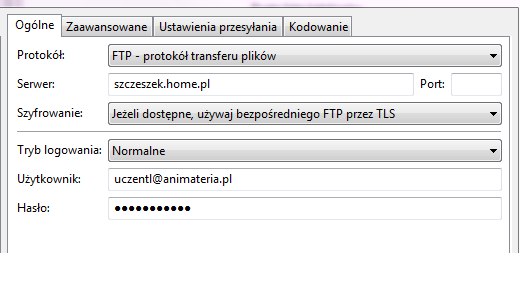 Ogólne Zaawansowane Ustawienia przesyłania Kodowanie
Protokół: FTP - protokół transferu plików
Serwer: szczeszek.home.pl Port:
Szyfrowanie: Jeżeli dostępne, używaj bezpośredniego FTP przez TLS
Tryb logowania: Normalne
Użytkownik: uczentl@animateria.pl
Hasło: ●●●●●●●●●●●